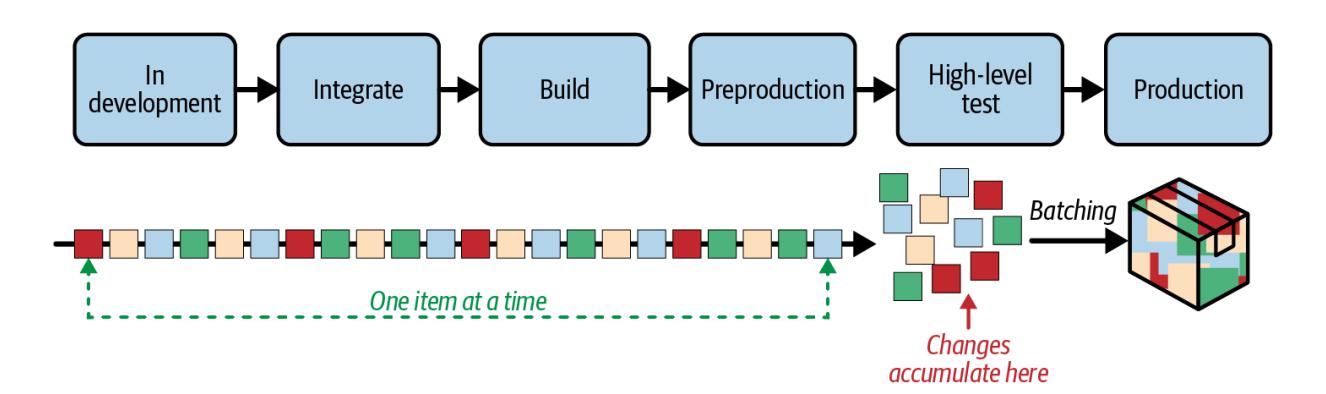 In
development
Integrate
Build
Preproduction
High-level
test
Production
Batching
One item at a time
Changes
accumulate here